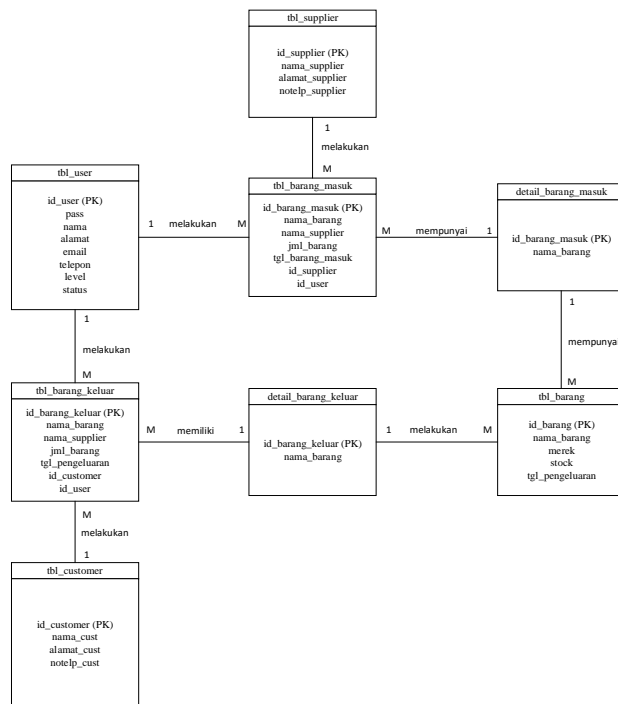 tbl_supplier
id_supplier (PK)
nama_supplier
alamat_supplier
notelp_supplier
1
melakukan
M
tbl_user
id_user (PK)
pass
nama
alamat
email
telepon
level
status
1 melakukan M
tbl_barang_masuk
id_barang_masuk (PK)
nama_barang
nama_supplier
jml_barang
tgl_barang_masuk
id_supplier
id_user
M mempunyai 1
detail_barang_masuk
id_barang_masuk (PK)
nama_barang
1
melakukan
M
1
mempunyai
M
tbl_barang_keluar
id_barang_keluar (PK)
nama_barang
nama_supplier
jml_barang
tgl_pengeluaran
id_customer
id_user
M memiliki 1
detail_barang_keluar
id_barang_keluar (PK)
nama_barang
1 melakukan M
tbl_barang
id_barang (PK)
nama_barang
merek
stock
tgl_pengeluaran
M
melakukan
1
tbl_customer
id_customer (PK)
nama_cust
alamat_cust
notelp_cust